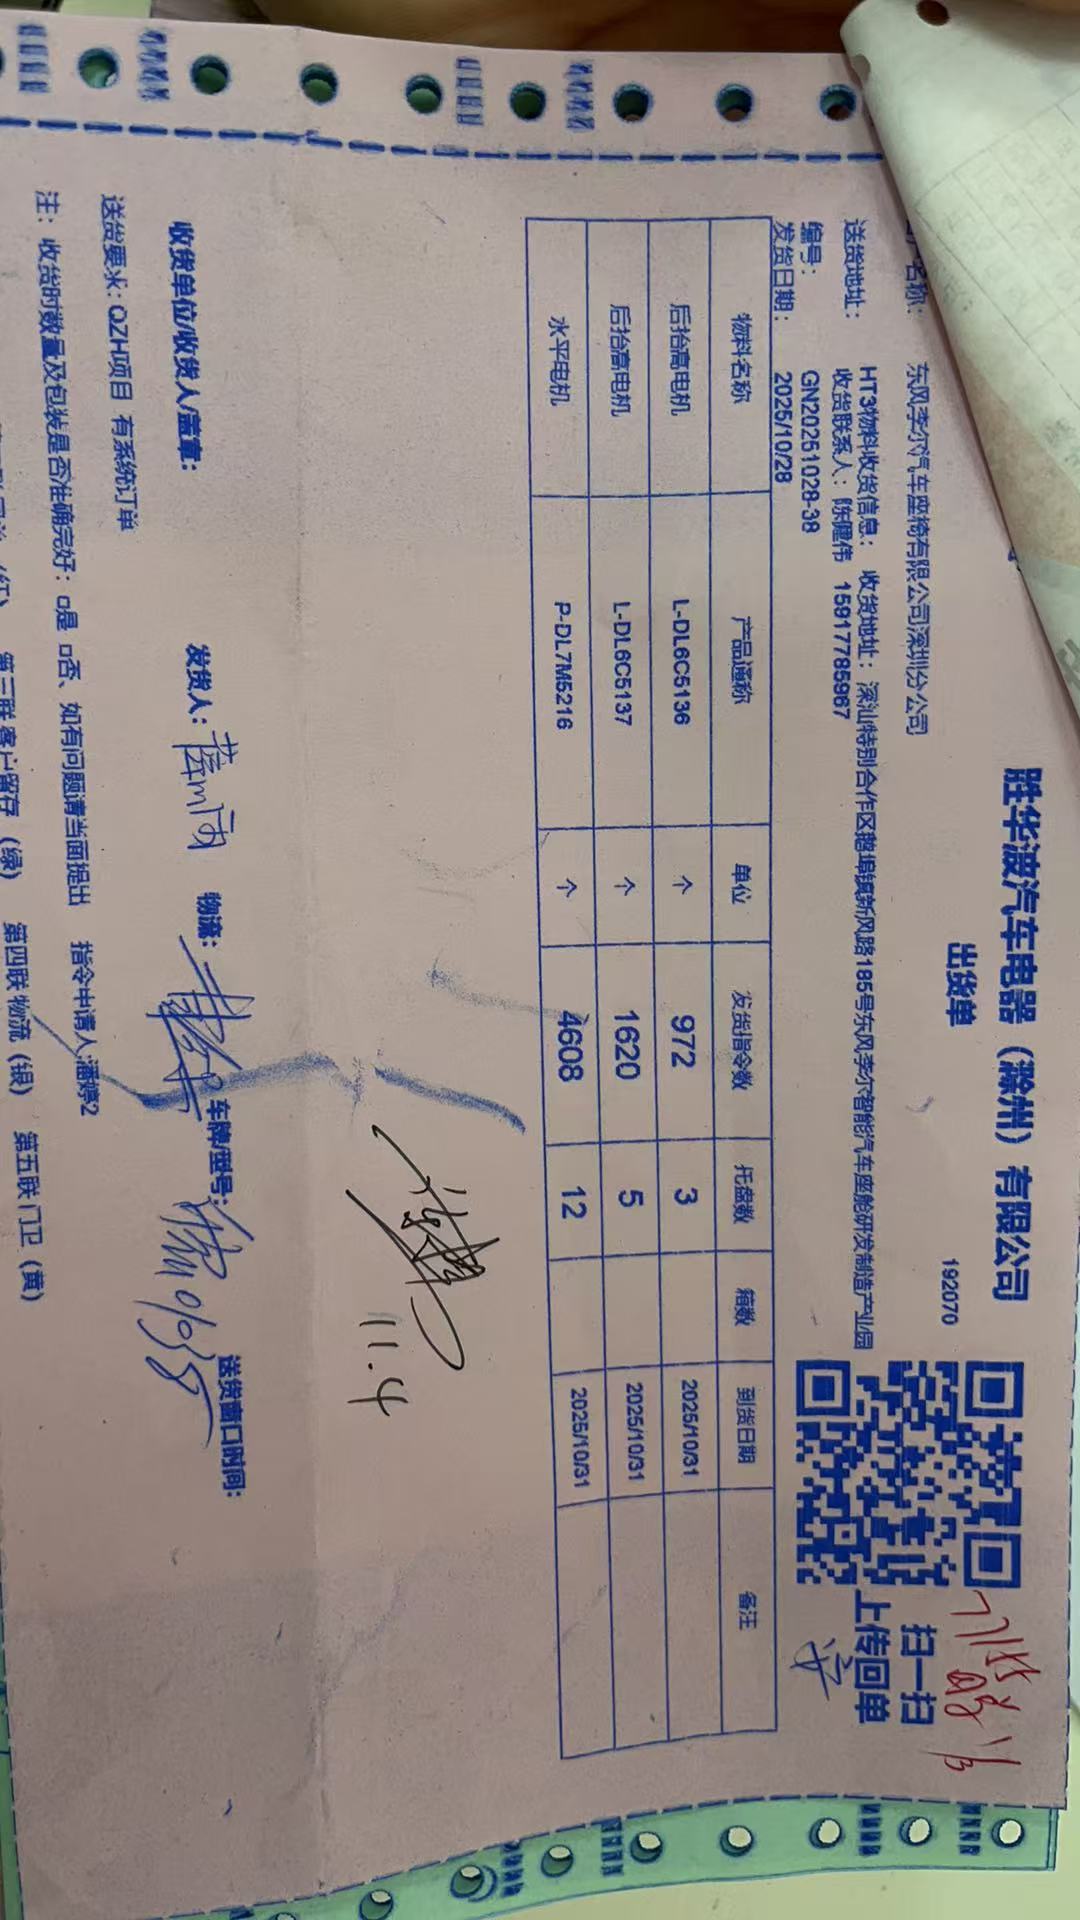 胜华波汽车电器（滁州）有限公司
出货单
192070
扫一扫
上传回单
名称： 东风李尔汽车座椅有限公司深圳分公司
送货地址： HT3物料收货信息： 收货地址：深汕特别合作区鹅埠镇新风路185号东风李尔智能汽车座舱研发制造产业园
收货联系人：陈健伟 15817785967
编号： GN20251028-38
发货日期： 2025/10/28
物料名称 产品通称 单位 发货指令数 托盘数 箱数 到货日期 备注
后抬高电机 L-DL6C5136 个 972 3 2025/10/31
后抬高电机 L-DL6C5137 个 1620 5 2025/10/31
水平电机 P-DL7M5216 个 4608 12 2025/10/31
11.4
收货单位/收货人/盖章： 发货人： 物流： 车牌/型号： 送货窗口时间：
送货要求：QZH项目 有系统订单
注： 收货时数量及包装是否准确完好：□是 □否、如有问题请当面提出 指令申请人:潘婷2
第三联 客户留存（绿） 第四联 物流（银） 第五联 门卫（黄）